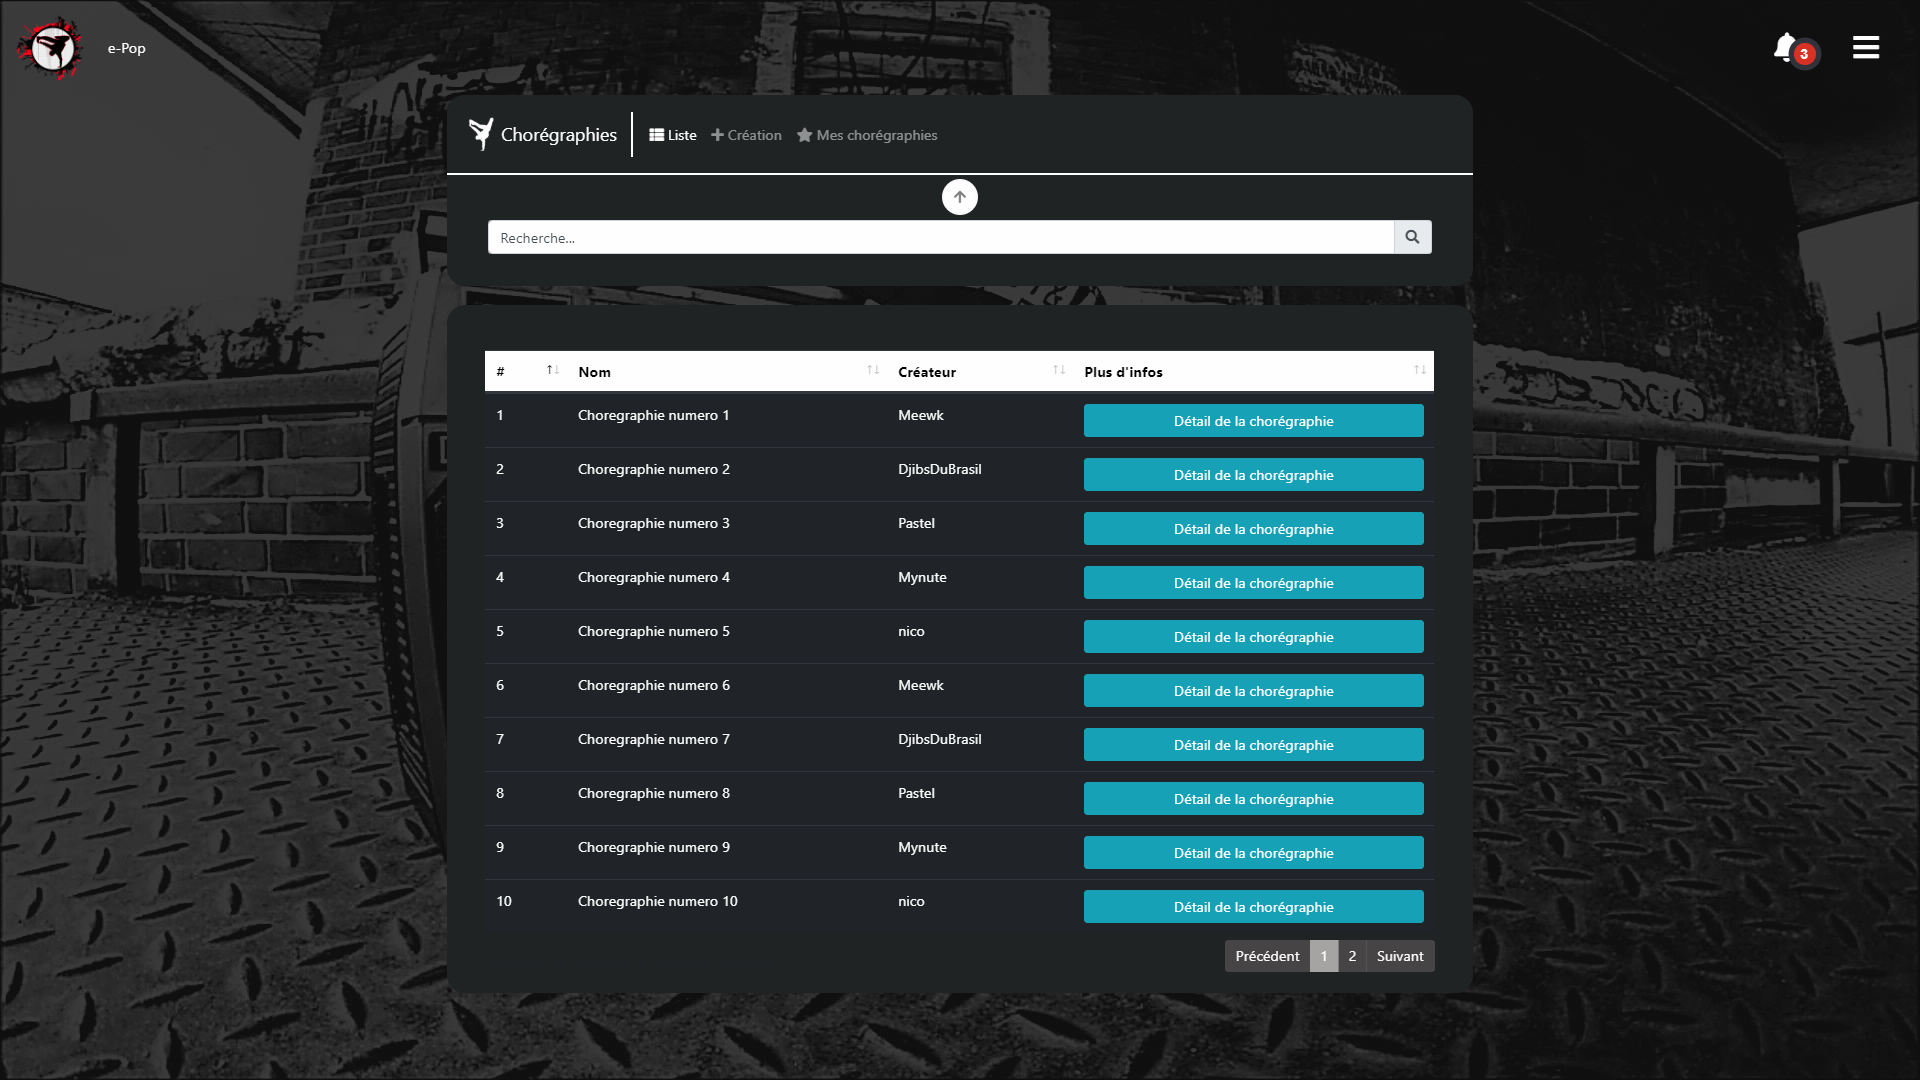 e-Pop
3
Chorégraphies
Liste
Création
Mes chorégraphies
Recherche...
# Nom Créateur Plus d'infos
1 Choregraphie numero 1 Meewk Détail de la chorégraphie
2 Choregraphie numero 2 DjibsDuBrasil Détail de la chorégraphie
3 Choregraphie numero 3 Pastel Détail de la chorégraphie
4 Choregraphie numero 4 Mynute Détail de la chorégraphie
5 Choregraphie numero 5 nico Détail de la chorégraphie
6 Choregraphie numero 6 Meewk Détail de la chorégraphie
7 Choregraphie numero 7 DjibsDuBrasil Détail de la chorégraphie
8 Choregraphie numero 8 Pastel Détail de la chorégraphie
9 Choregraphie numero 9 Mynute Détail de la chorégraphie
10 Choregraphie numero 10 nico Détail de la chorégraphie
Précédent 1 2 Suivant